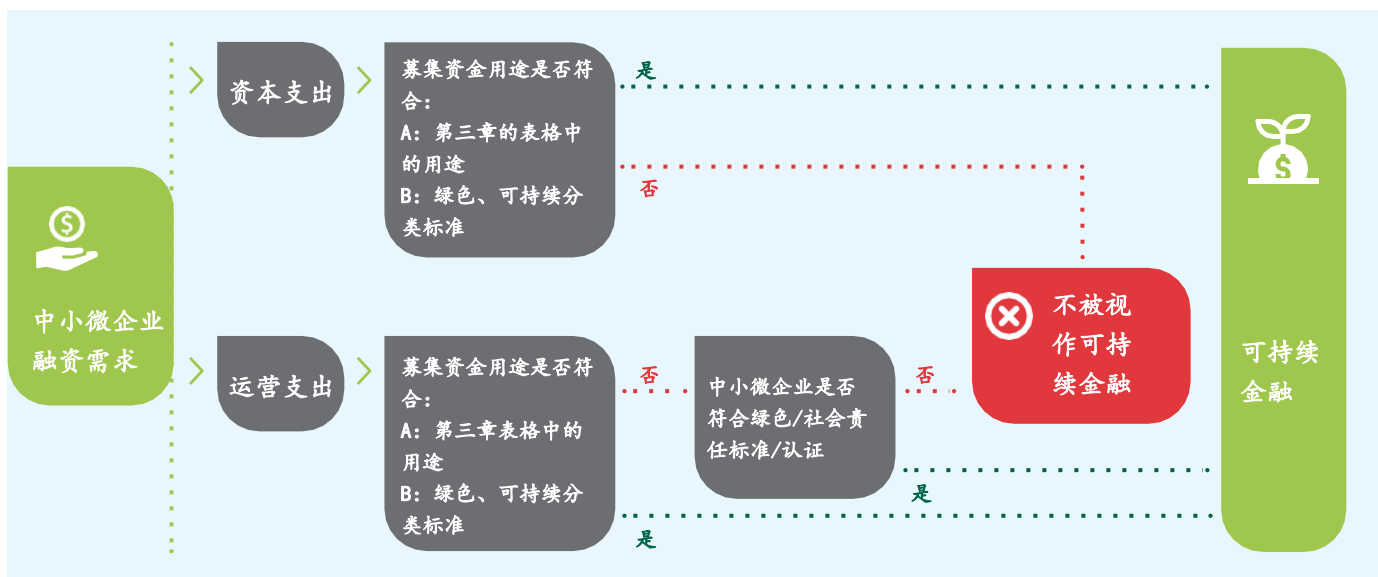 中小微企业
融资需求
资本支出
募集资金用途是否符
合：
A：第三章的表格中
的用途
B：绿色、可持续分
类标准
是
否
运营支出
募集资金用途是否符
合：
A：第三章表格中的
用途
B：绿色、可持续分
类标准
否
是
中小微企业是否
符合绿色/社会责
任标准/认证
否
是
不被视
作可持
续金融
可持续
金融